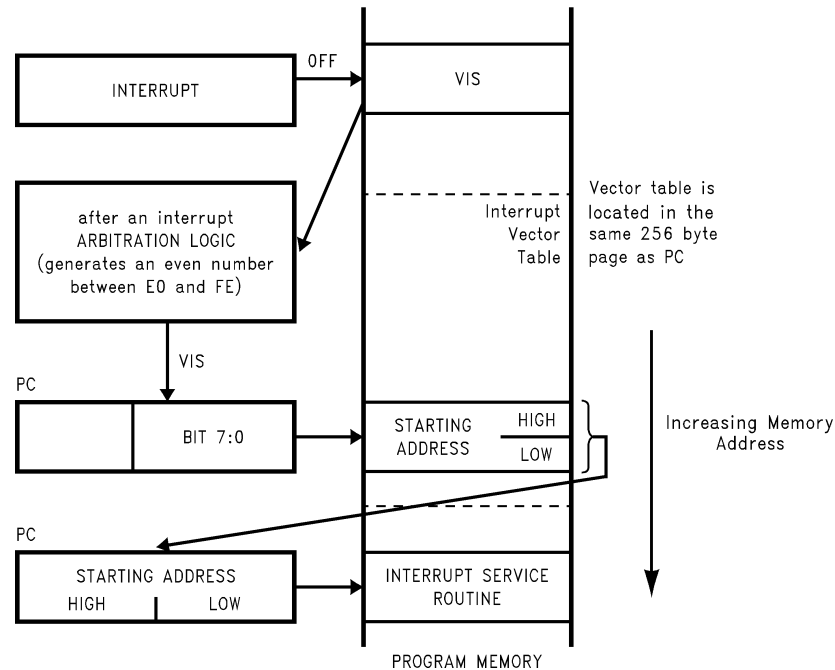 INTERRUPT
OFF
VIS
after an interrupt
ARBITRATION LOGIC
(generates an even number
between E0 and FE)
Interrupt
Vector
Table
Vector table is
located in the
same 256 byte
page as PC
VIS
PC
BIT 7:0
STARTING
ADDRESS
HIGH
LOW
Increasing Memory
Address
PC
STARTING ADDRESS
HIGH
LOW
INTERRUPT SERVICE
ROUTINE
PROGRAM MEMORY